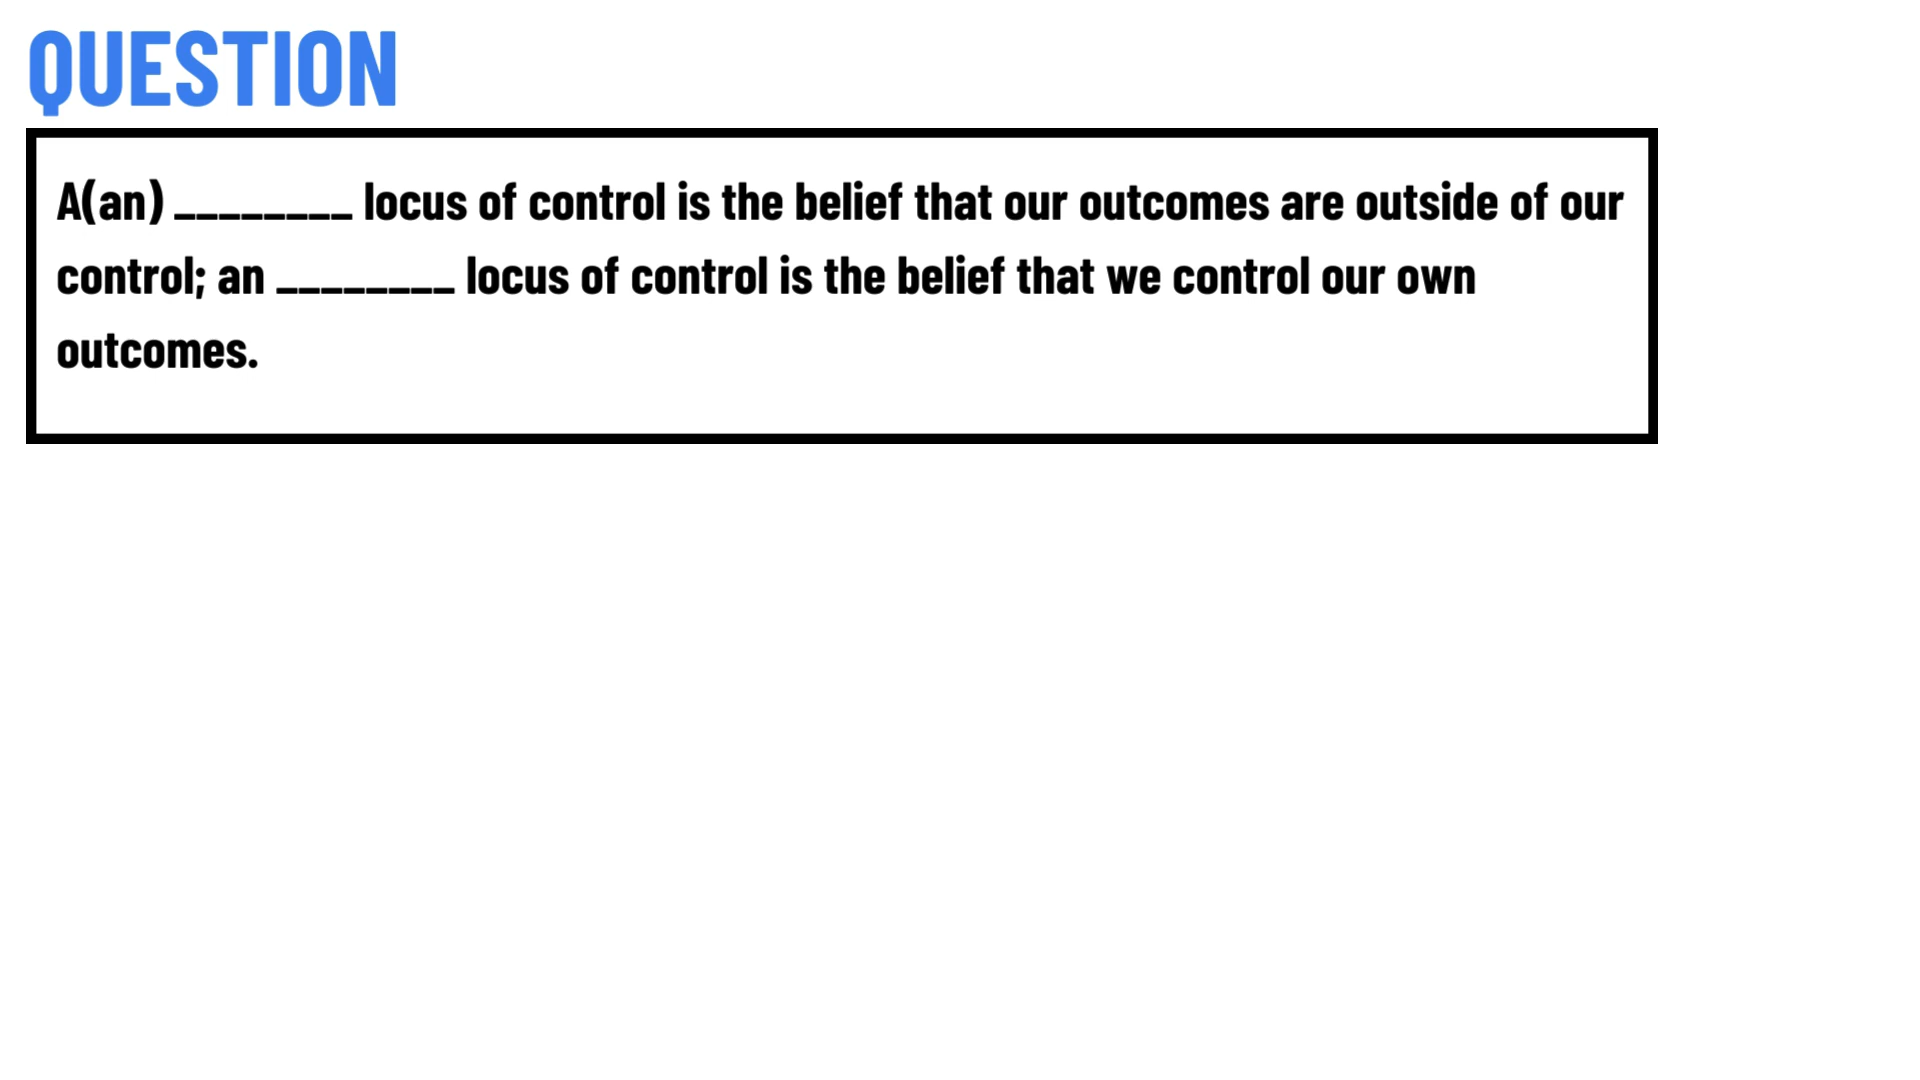 QUESTION
A(an) ________ locus of control is the belief that our outcomes are outside of our
control; an ________ locus of control is the belief that we control our own
outcomes.